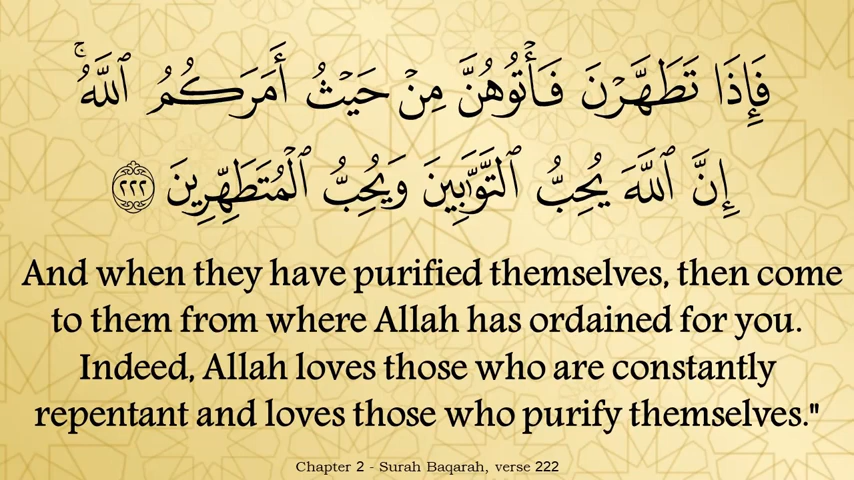 فَإِذَا تَطَهَّرۡنَ فَأۡتُوهُنَّ مِنۡ حَيۡثُ أَمَرَكُمُ ٱللَّهُۚ
إِنَّ ٱللَّهَ يُحِبُّ ٱلتَّوَّٰبِينَ وَيُحِبُّ ٱلۡمُتَطَهِّرِينَ ٢٢٢
And when they have purified themselves, then come
to them from where Allah has ordained for you.
Indeed, Allah loves those who are constantly
repentant and loves those who purify themselves."
Chapter 2 - Surah Baqarah, verse 222